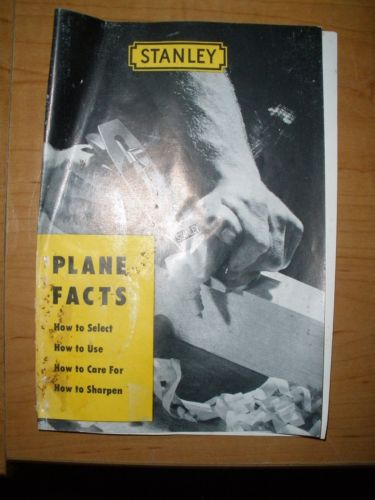 STANLEY
PLANE
FACTS
How to Select
How to Use
How to Care For
How to Sharpen